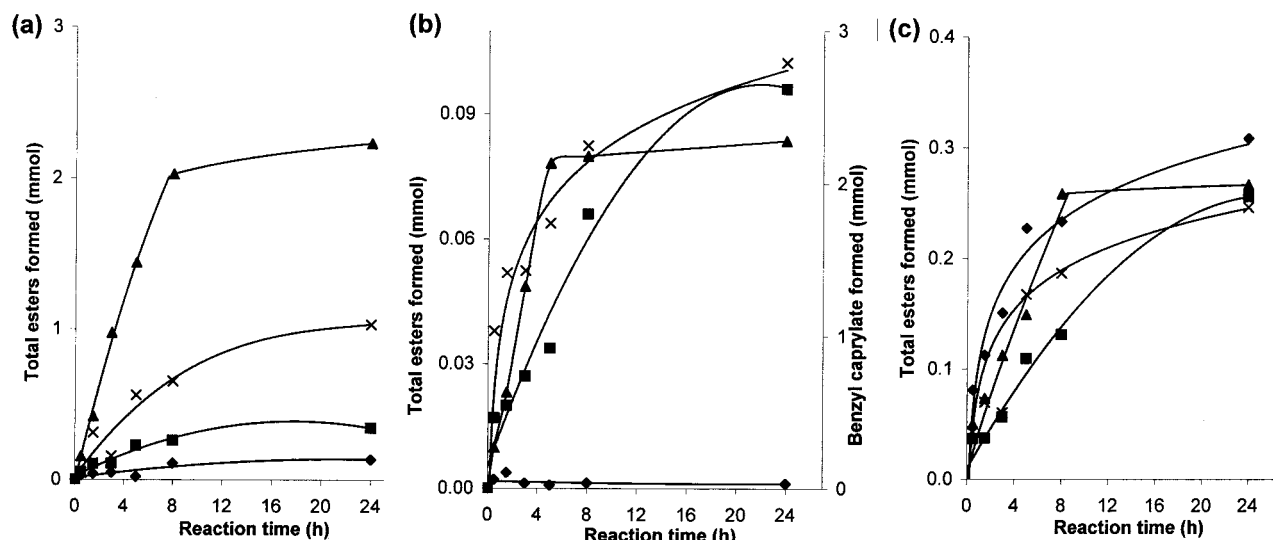 (a)
3
2
1
0
Total esters formed (mmol)
0 4 8 12 16 20 24
Reaction time (h)
(b)
0.09
0.06
0.03
0.00
Total esters formed (mmol)
3
2
1
0
Benzyl caprylate formed (mmol)
0 4 8 12 16 20 24
Reaction time (h)
(c)
0.4
0.3
0.2
0.1
0.0
Total esters formed (mmol)
0 4 8 12 16 20 24
Reaction time (h)